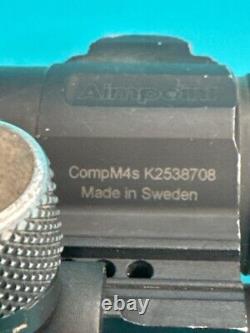 Aimpoint
CompM4s K2538708
Made in Sweden